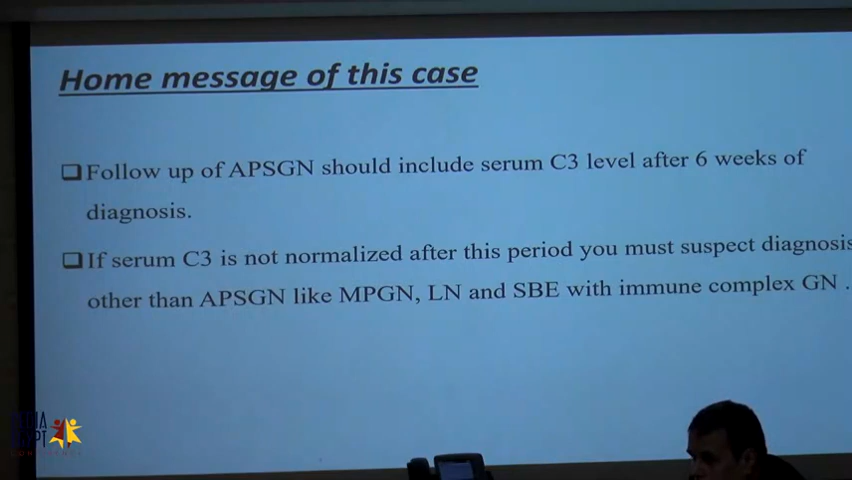 Home message of this case
❑Follow up of APSGN should include serum C3 level after 6 weeks of
diagnosis.
❑If serum C3 is not normalized after this period you must suspect diagnosis
other than APSGN like MPGN, LN and SBE with immune complex GN .